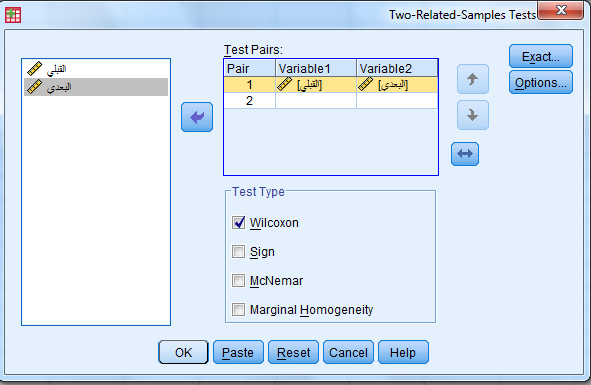 Two-Related-Samples Tests
Test Pairs:
القبلي
البعدي
Pair Variable1 Variable2
1 [القبلي] [البعدي]
2
Exact...
Options...
Test Type
Wilcoxon
Sign
McNemar
Marginal Homogeneity
OK Paste Reset Cancel Help